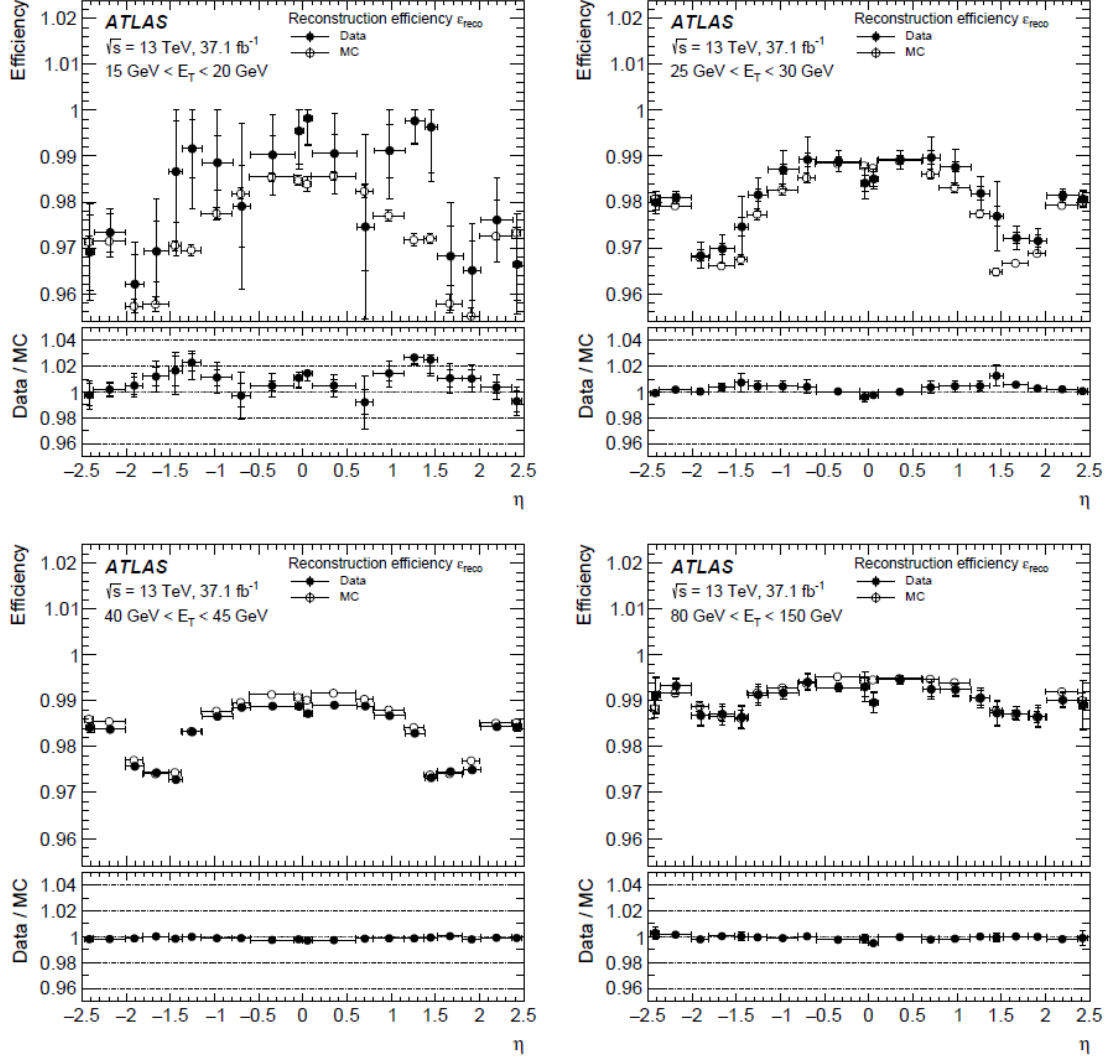 Efficiency
1.02
1.01
1
0.99
0.98
0.97
0.96
ATLAS
√s = 13 TeV, 37.1 fb⁻¹
15 GeV < E_T < 20 GeV
Reconstruction efficiency ε_reco
Data
MC
Data / MC
1.04
1.02
1
0.98
0.96
−2.5 −2 −1.5 −1 −0.5 0 0.5 1 1.5 2 2.5
η
Efficiency
1.02
1.01
1
0.99
0.98
0.97
0.96
ATLAS
√s = 13 TeV, 37.1 fb⁻¹
25 GeV < E_T < 30 GeV
Reconstruction efficiency ε_reco
Data
MC
Data / MC
1.04
1.02
1
0.98
0.96
−2.5 −2 −1.5 −1 −0.5 0 0.5 1 1.5 2 2.5
η
Efficiency
1.02
1.01
1
0.99
0.98
0.97
0.96
ATLAS
√s = 13 TeV, 37.1 fb⁻¹
40 GeV < E_T < 45 GeV
Reconstruction efficiency ε_reco
Data
MC
Data / MC
1.04
1.02
1
0.98
0.96
−2.5 −2 −1.5 −1 −0.5 0 0.5 1 1.5 2 2.5
η
Efficiency
1.02
1.01
1
0.99
0.98
0.97
0.96
ATLAS
√s = 13 TeV, 37.1 fb⁻¹
80 GeV < E_T < 150 GeV
Reconstruction efficiency ε_reco
Data
MC
Data / MC
1.04
1.02
1
0.98
0.96
−2.5 −2 −1.5 −1 −0.5 0 0.5 1 1.5 2 2.5
η